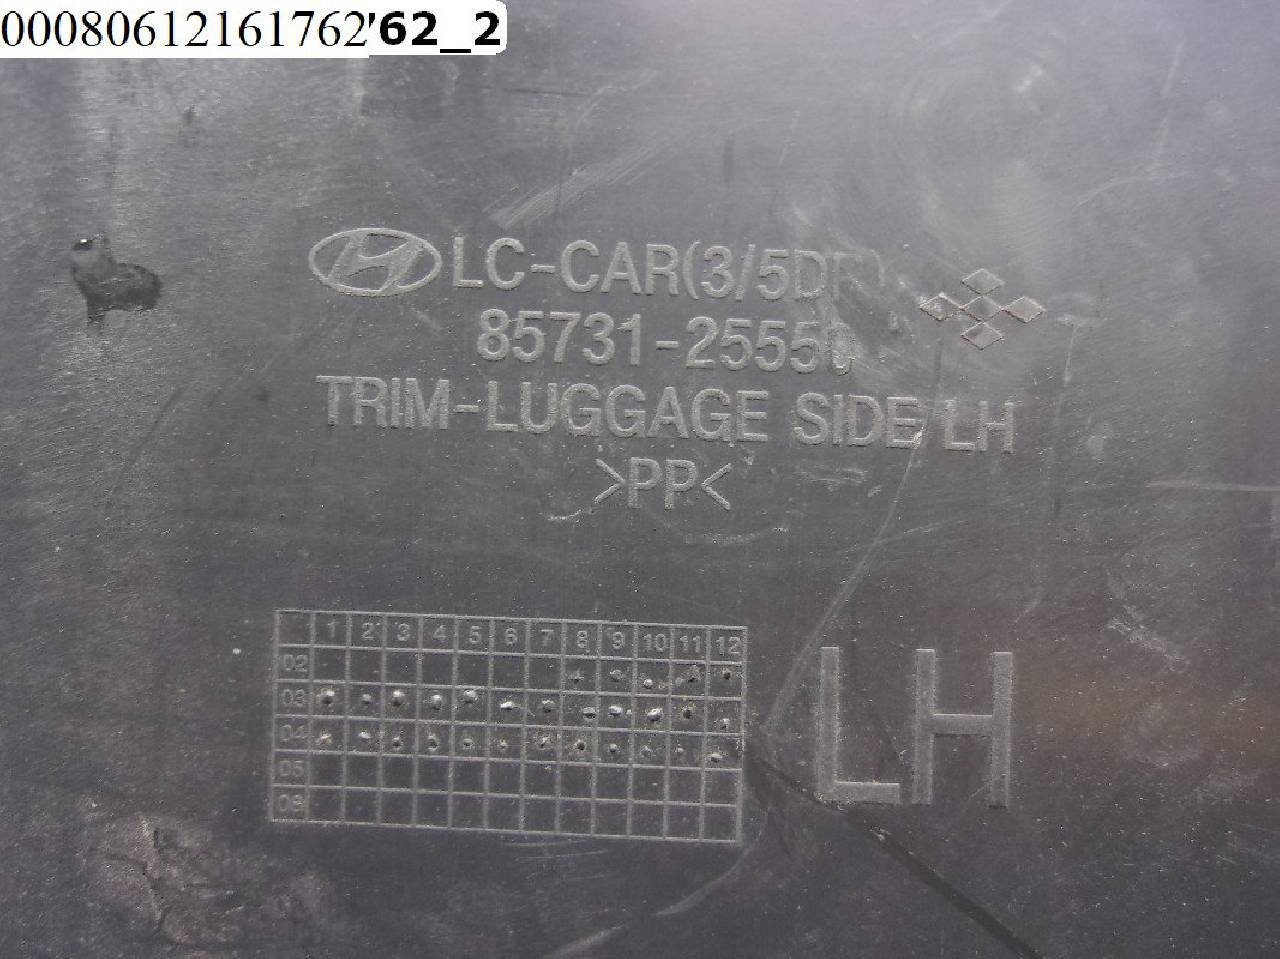 00080612161762'62_2
LC-CAR(3/5DR)
85731-25550
TRIM-LUGGAGE SIDE LH
>PP<
1 2 3 4 5 6 7 8 9 10 11 12
02
03
04
05
06
LH